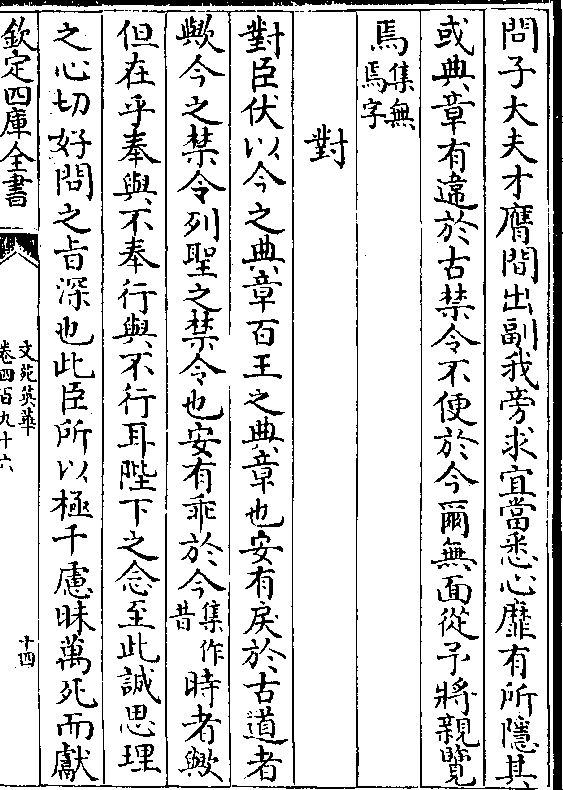 問子大夫才膺間出副我旁求宜當悉心靡有所隱其
或典章有違於古禁令不便於今爾無面從予將親覽
焉集無焉字
對
對臣伏以今之典章百王之典章也安有戾於古道者
歟今之禁令列聖之禁令也安有乖於今集作昔時者歟
但在乎奉與不奉行與不行耳陛下之念至此誠思理
之心切好問之旨深也此臣所以極千慮昧萬死而獻
欽定四庫全書
文苑英華
卷四百九十六
十四